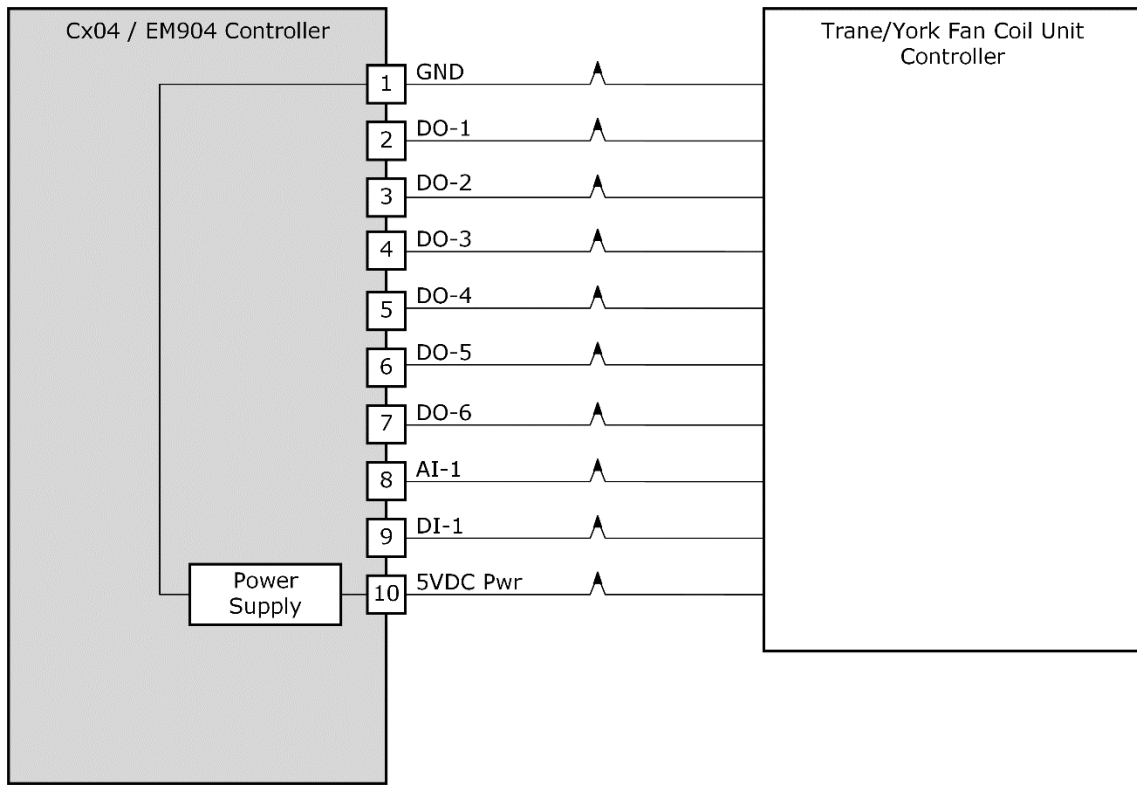 Cx04 / EM904 Controller
Trane/York Fan Coil Unit
Controller
1 GND
2 DO-1
3 DO-2
4 DO-3
5 DO-4
6 DO-5
7 DO-6
8 AI-1
9 DI-1
Power
Supply
10 5VDC Pwr